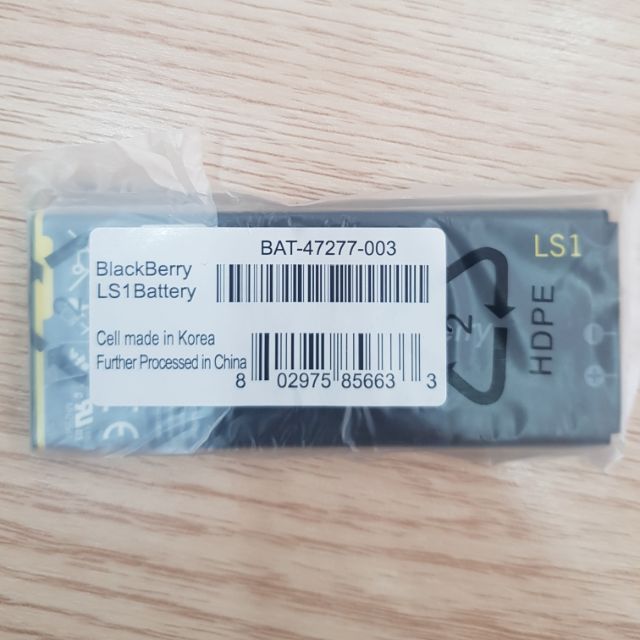 BAT-47277-003
BlackBerry
LS1Battery
Cell made in Korea
Further Processed in China
8 02975 85663 3
LS1
2
HDPE